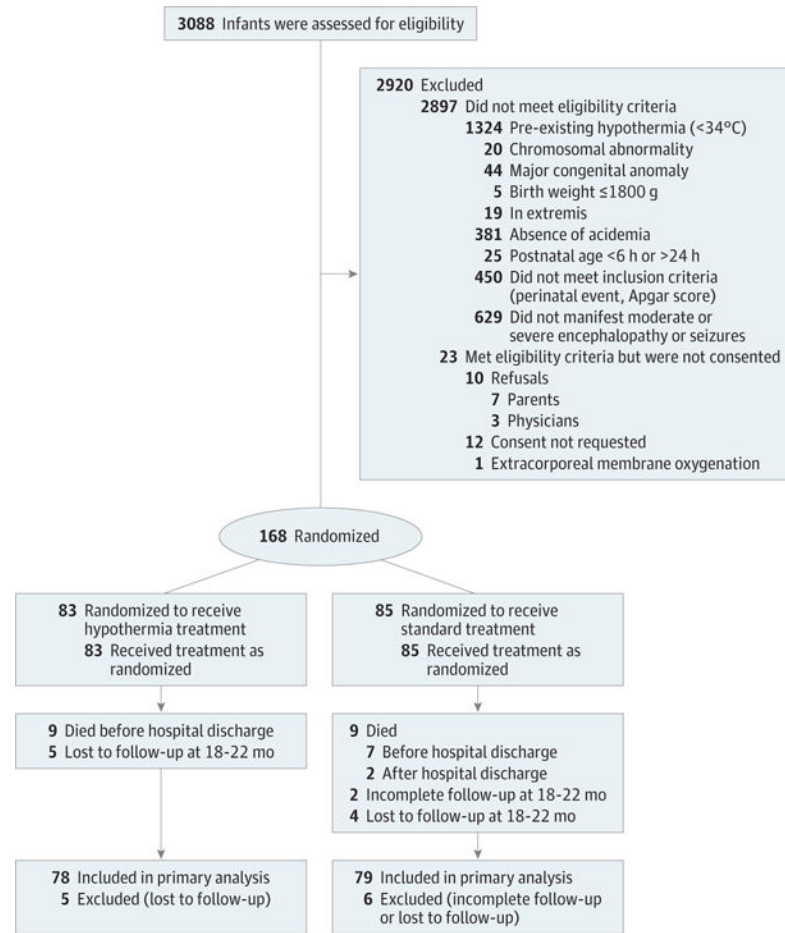 3088 Infants were assessed for eligibility
2920 Excluded
2897 Did not meet eligibility criteria
1324 Pre-existing hypothermia (<34ºC)
20 Chromosomal abnormality
44 Major congenital anomaly
5 Birth weight ≤1800 g
19 In extremis
381 Absence of acidemia
25 Postnatal age <6 h or >24 h
450 Did not meet inclusion criteria
(perinatal event, Apgar score)
629 Did not manifest moderate or
severe encephalopathy or seizures
23 Met eligibility criteria but were not consented
10 Refusals
7 Parents
3 Physicians
12 Consent not requested
1 Extracorporeal membrane oxygenation
168 Randomized
83 Randomized to receive
hypothermia treatment
83 Received treatment as
randomized
85 Randomized to receive
standard treatment
85 Received treatment as
randomized
9 Died before hospital discharge
5 Lost to follow-up at 18-22 mo
9 Died
7 Before hospital discharge
2 After hospital discharge
2 Incomplete follow-up at 18-22 mo
4 Lost to follow-up at 18-22 mo
78 Included in primary analysis
5 Excluded (lost to follow-up)
79 Included in primary analysis
6 Excluded (incomplete follow-up
or lost to follow-up)